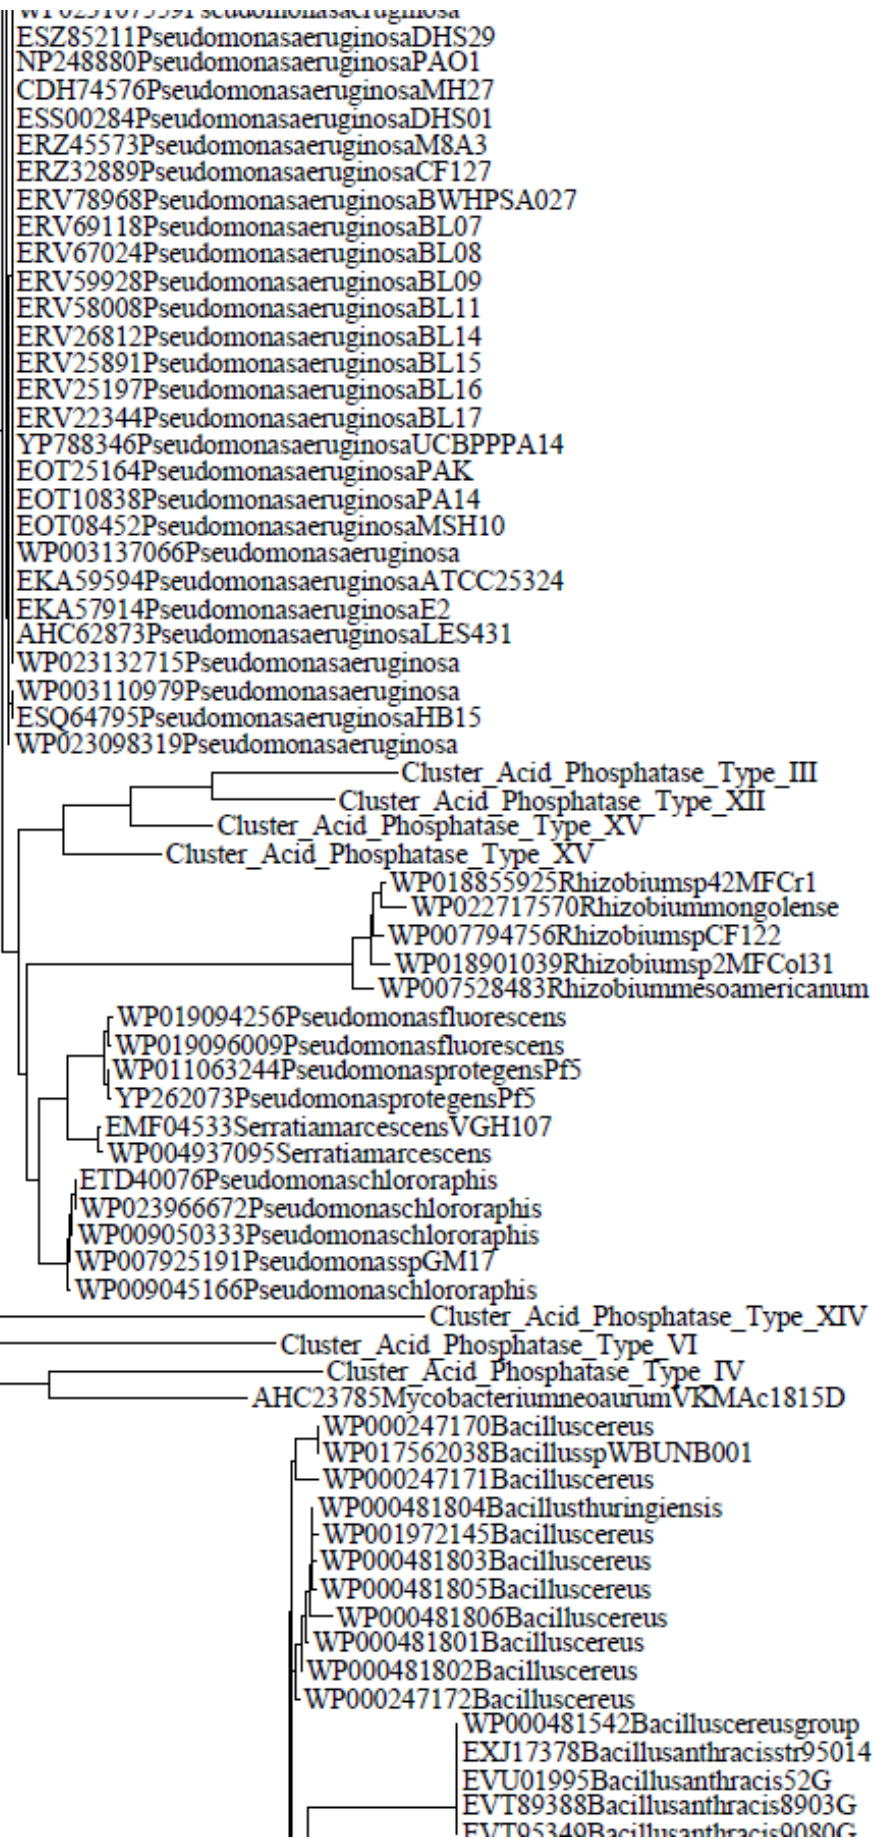 ESZ85211PseudomonasaeruginosaDHS29
NP248880PseudomonasaeruginosaPAO1
CDH74576PseudomonasaeruginosaMH27
ESS00284PseudomonasaeruginosaDHS01
ERZ45573PseudomonasaeruginosaM8A3
ERZ32889PseudomonasaeruginosaCF127
ERV78968PseudomonasaeruginosaBWHPSA027
ERV69118PseudomonasaeruginosaBL07
ERV67024PseudomonasaeruginosaBL08
ERV59928PseudomonasaeruginosaBL09
ERV58008PseudomonasaeruginosaBL11
ERV26812PseudomonasaeruginosaBL14
ERV25891PseudomonasaeruginosaBL15
ERV25197PseudomonasaeruginosaBL16
ERV22344PseudomonasaeruginosaBL17
YP788346PseudomonasaeruginosaUCBPPPA14
EOT25164PseudomonasaeruginosaPAK
EOT10838PseudomonasaeruginosaPA14
EOT08452PseudomonasaeruginosaMSH10
WP003137066Pseudomonasaeruginosa
EKA59594PseudomonasaeruginosaATCC25324
EKA57914PseudomonasaeruginosaE2
AHC62873PseudomonasaeruginosaLES431
WP023132715Pseudomonasaeruginosa
WP003110979Pseudomonasaeruginosa
ESQ64795PseudomonasaeruginosaHB15
WP023098319Pseudomonasaeruginosa
Cluster_Acid_Phosphatase_Type_III
Cluster_Acid_Phosphatase_Type_XII
Cluster_Acid_Phosphatase_Type_XV
Cluster_Acid_Phosphatase_Type_XV
WP018855925Rhizobiumsp42MFCr1
WP022717570Rhizobiummongolense
WP007794756RhizobiumspCF122
WP018901039Rhizobiumsp2MFCol31
WP007528483Rhizobiummesoamericanum
WP019094256Pseudomonasfluorescens
WP019096009Pseudomonasfluorescens
WP011063244PseudomonasprotegensPf5
YP262073PseudomonasprotegensPf5
EMF04533SerratiamarcescensVGH107
WP004937095Serratiamarcescens
ETD40076Pseudomonaschlororaphis
WP023966672Pseudomonaschlororaphis
WP009050333Pseudomonaschlororaphis
WP007925191PseudomonasspGM17
WP009045166Pseudomonaschlororaphis
Cluster_Acid_Phosphatase_Type_XIV
Cluster_Acid_Phosphatase_Type_VI
Cluster_Acid_Phosphatase_Type_IV
AHC23785MycobacteriumneoaurumVKMAc1815D
WP000247170Bacilluscereus
WP017562038BacillusspWBUNB001
WP000247171Bacilluscereus
WP000481804Bacillusthuringiensis
WP001972145Bacilluscereus
WP000481803Bacilluscereus
WP000481805Bacilluscereus
WP000481806Bacilluscereus
WP000481801Bacilluscereus
WP000481802Bacilluscereus
WP000247172Bacilluscereus
WP000481542Bacilluscereusgroup
EXJ17378Bacillusanthracisstr95014
EVU01995Bacillusanthracis52G
EVT89388Bacillusanthracis8903G
EVT95349Bacillusanthracis9080G